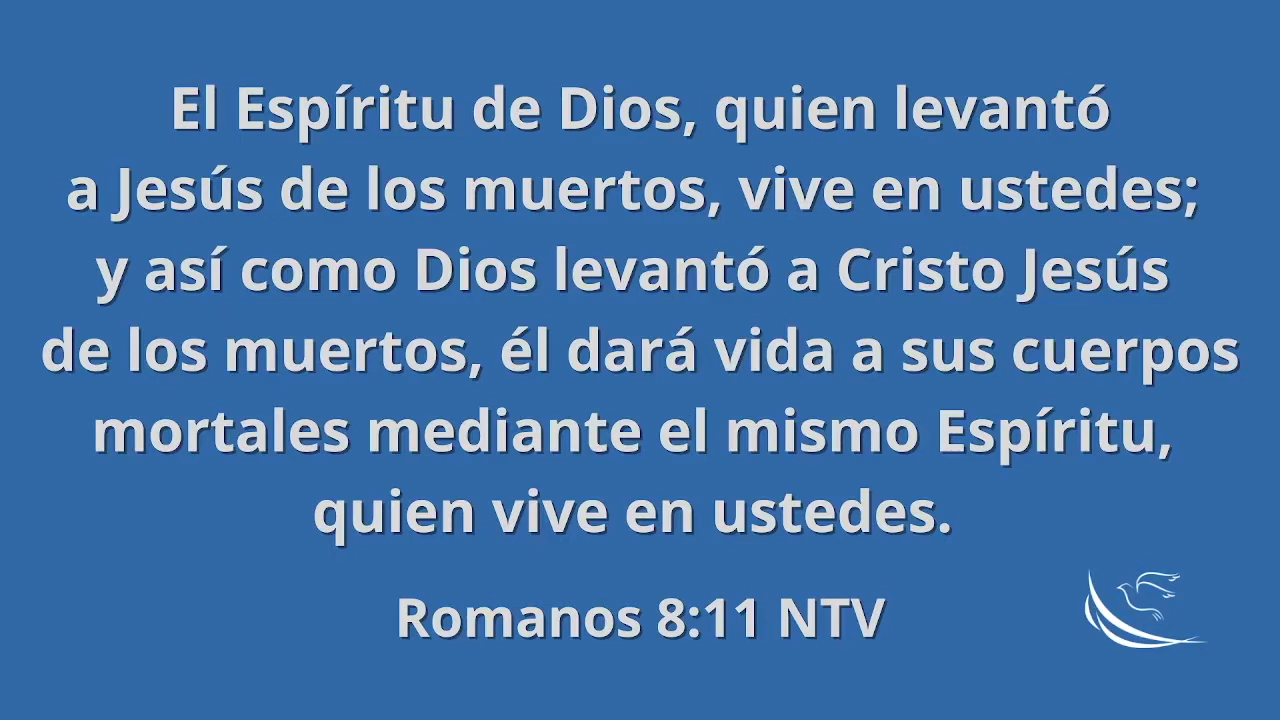 El Espíritu de Dios, quien levantó
a Jesús de los muertos, vive en ustedes;
y así como Dios levantó a Cristo Jesús
de los muertos, él dará vida a sus cuerpos
mortales mediante el mismo Espíritu,
quien vive en ustedes.
Romanos 8:11 NTV